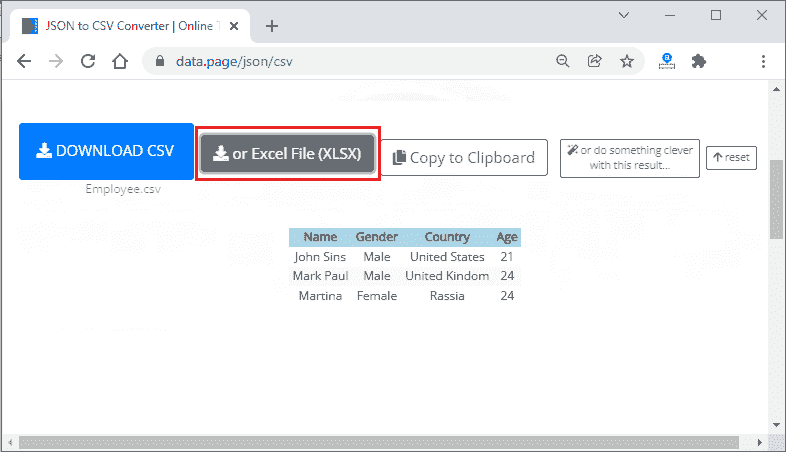 JSON to CSV Converter | Online T
data.page/json/csv
DOWNLOAD CSV
or Excel File (XLSX)
Copy to Clipboard
or do something clever
with this result...
reset
Employee.csv
Name Gender Country Age
John Sins Male United States 21
Mark Paul Male United Kindom 24
Martina Female Rassia 24